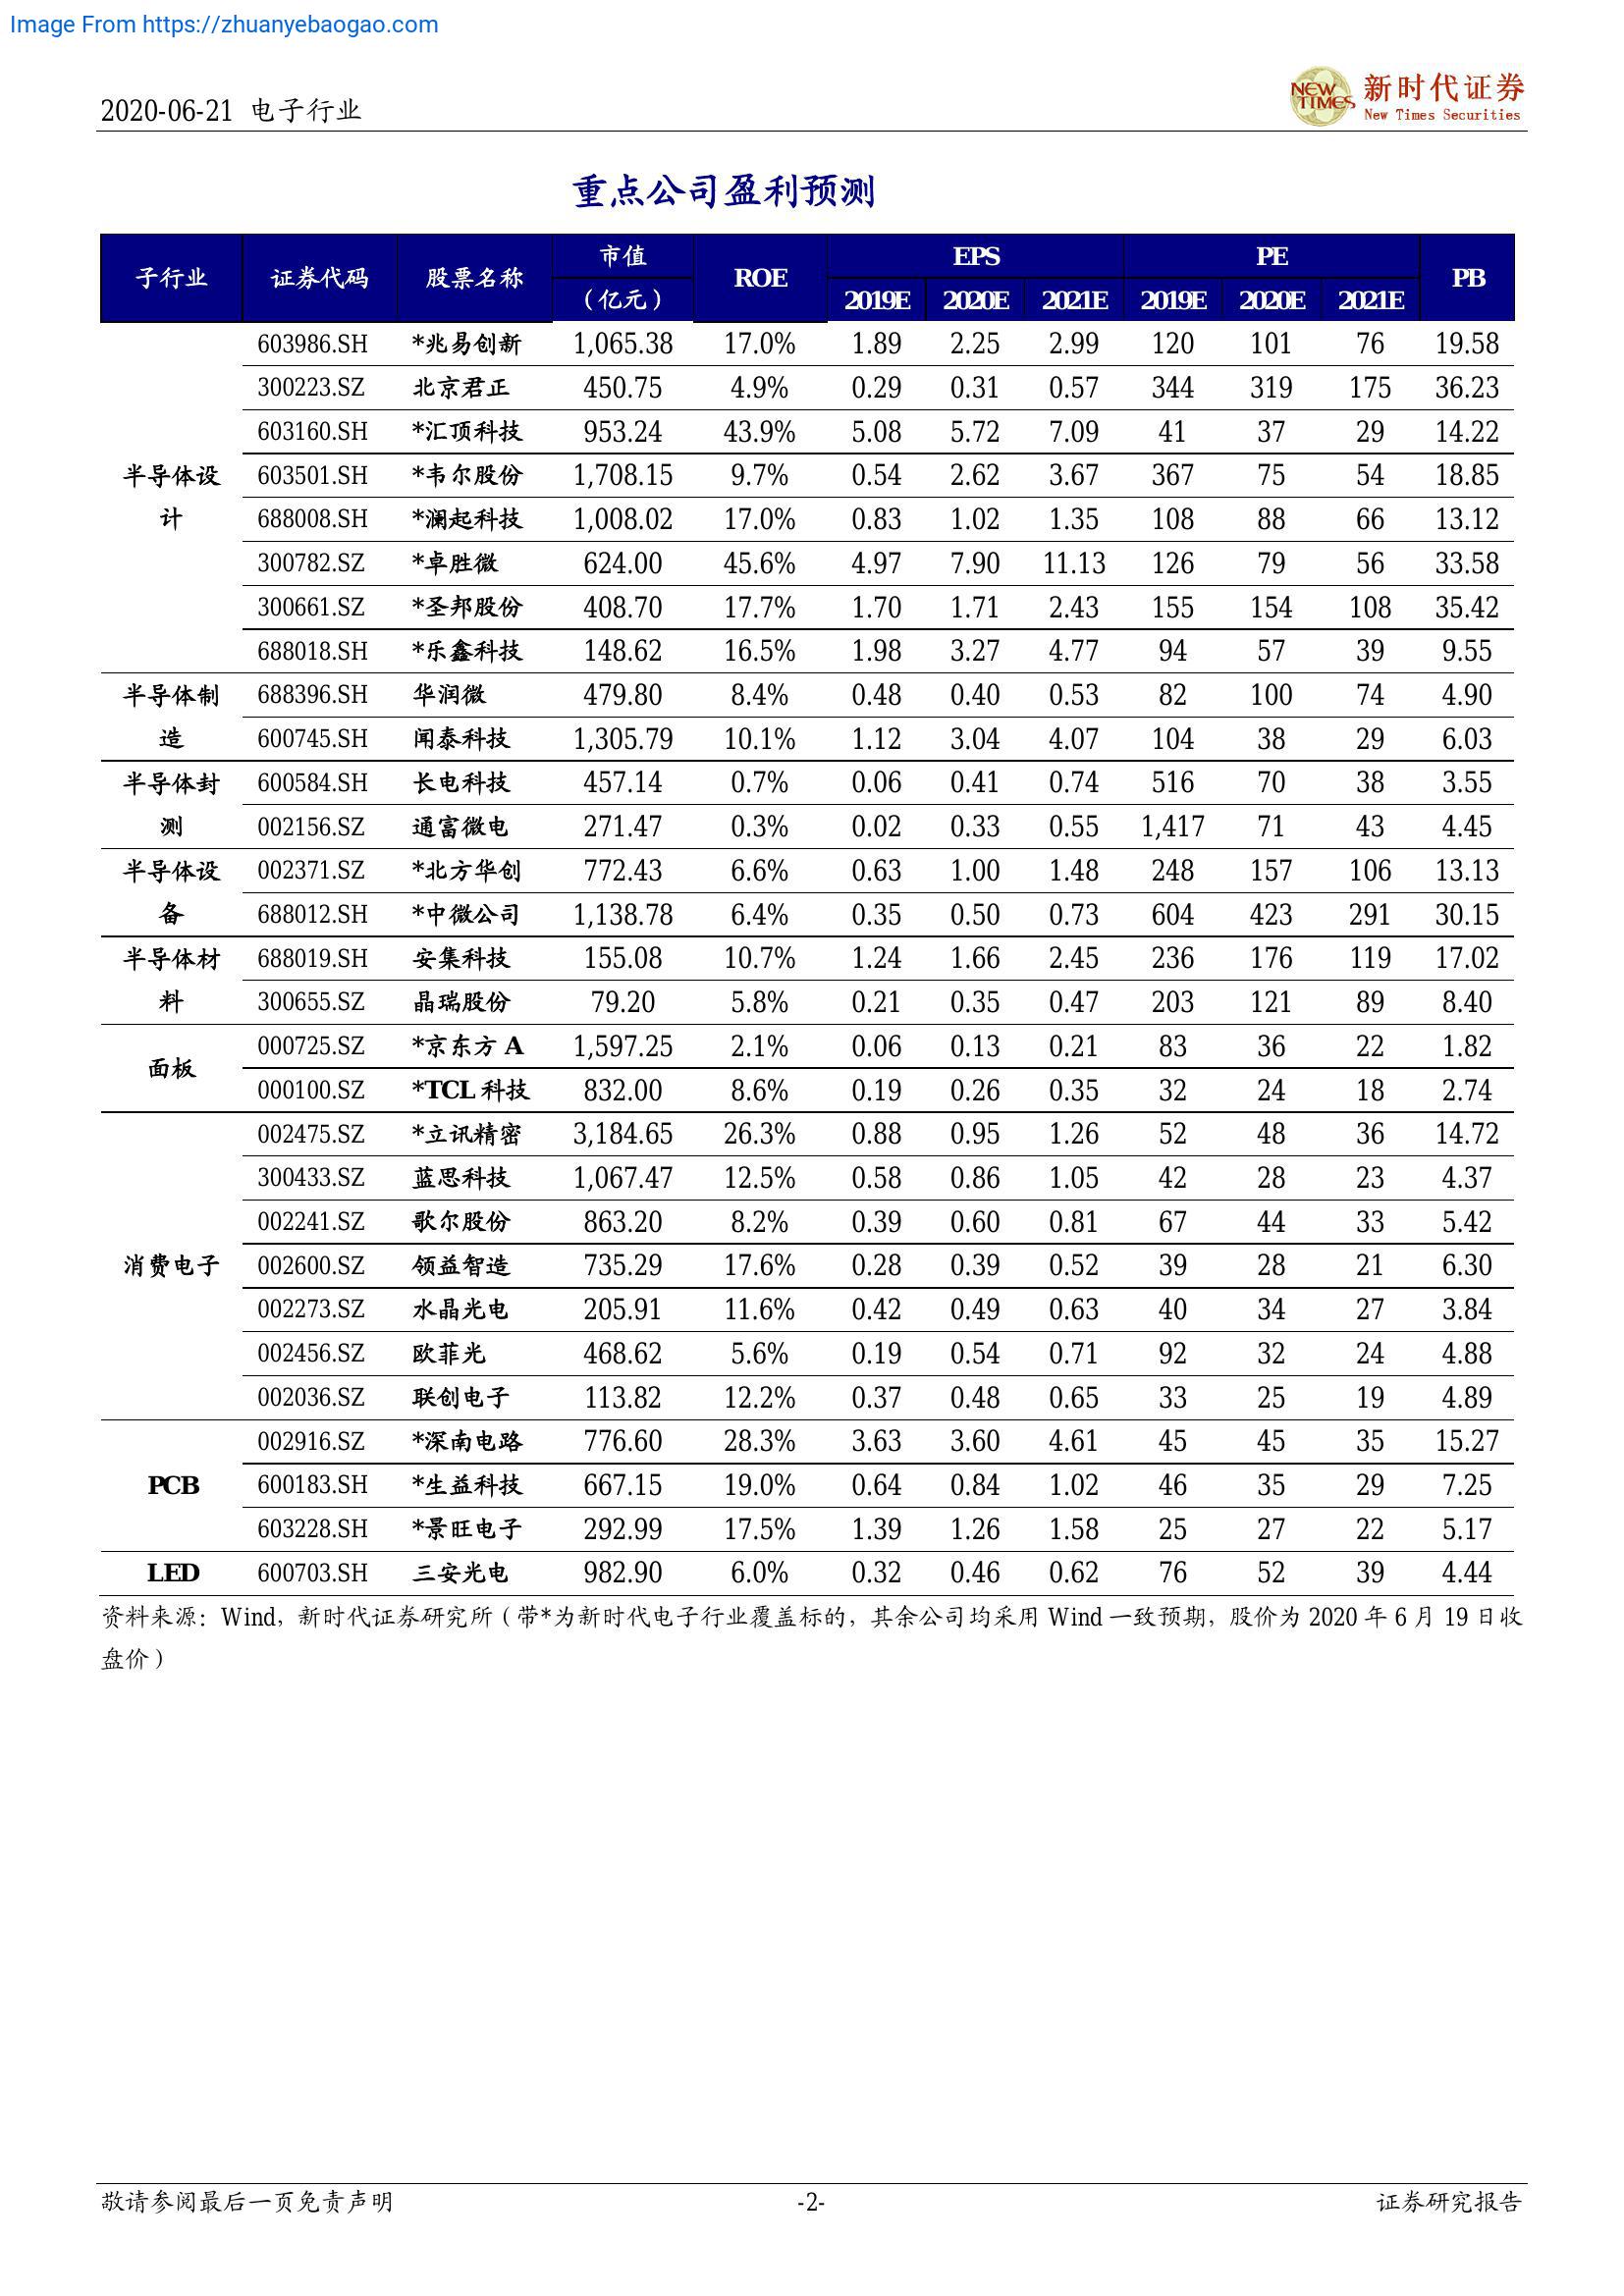 Image From https://zhuanyebaogao.com
2020-06-21 电子行业
NEW TIMES 新时代证券
New Times Securities
重点公司盈利预测
子行业 证券代码 股票名称 市值（亿元） ROE EPS PE PB
2019E 2020E 2021E 2019E 2020E 2021E
半导体设计
603986.SH *兆易创新 1,065.38 17.0% 1.89 2.25 2.99 120 101 76 19.58
300223.SZ 北京君正 450.75 4.9% 0.29 0.31 0.57 344 319 175 36.23
603160.SH *汇顶科技 953.24 43.9% 5.08 5.72 7.09 41 37 29 14.22
603501.SH *韦尔股份 1,708.15 9.7% 0.54 2.62 3.67 367 75 54 18.85
688008.SH *澜起科技 1,008.02 17.0% 0.83 1.02 1.35 108 88 66 13.12
300782.SZ *卓胜微 624.00 45.6% 4.97 7.90 11.13 126 79 56 33.58
300661.SZ *圣邦股份 408.70 17.7% 1.70 1.71 2.43 155 154 108 35.42
688018.SH *乐鑫科技 148.62 16.5% 1.98 3.27 4.77 94 57 39 9.55
半导体制造
688396.SH 华润微 479.80 8.4% 0.48 0.40 0.53 82 100 74 4.90
600745.SH 闻泰科技 1,305.79 10.1% 1.12 3.04 4.07 104 38 29 6.03
半导体封测
600584.SH 长电科技 457.14 0.7% 0.06 0.41 0.74 516 70 38 3.55
002156.SZ 通富微电 271.47 0.3% 0.02 0.33 0.55 1,417 71 43 4.45
半导体设备
002371.SZ *北方华创 772.43 6.6% 0.63 1.00 1.48 248 157 106 13.13
688012.SH *中微公司 1,138.78 6.4% 0.35 0.50 0.73 604 423 291 30.15
半导体材料
688019.SH 安集科技 155.08 10.7% 1.24 1.66 2.45 236 176 119 17.02
300655.SZ 晶瑞股份 79.20 5.8% 0.21 0.35 0.47 203 121 89 8.40
面板
000725.SZ *京东方 A 1,597.25 2.1% 0.06 0.13 0.21 83 36 22 1.82
000100.SZ *TCL 科技 832.00 8.6% 0.19 0.26 0.35 32 24 18 2.74
消费电子
002475.SZ *立讯精密 3,184.65 26.3% 0.88 0.95 1.26 52 48 36 14.72
300433.SZ 蓝思科技 1,067.47 12.5% 0.58 0.86 1.05 42 28 23 4.37
002241.SZ 歌尔股份 863.20 8.2% 0.39 0.60 0.81 67 44 33 5.42
002600.SZ 领益智造 735.29 17.6% 0.28 0.39 0.52 39 28 21 6.30
002273.SZ 水晶光电 205.91 11.6% 0.42 0.49 0.63 40 34 27 3.84
002456.SZ 欧菲光 468.62 5.6% 0.19 0.54 0.71 92 32 24 4.88
002036.SZ 联创电子 113.82 12.2% 0.37 0.48 0.65 33 25 19 4.89
PCB
002916.SZ *深南电路 776.60 28.3% 3.63 3.60 4.61 45 45 35 15.27
600183.SH *生益科技 667.15 19.0% 0.64 0.84 1.02 46 35 29 7.25
603228.SH *景旺电子 292.99 17.5% 1.39 1.26 1.58 25 27 22 5.17
LED 600703.SH 三安光电 982.90 6.0% 0.32 0.46 0.62 76 52 39 4.44
资料来源：Wind，新时代证券研究所（带*为新时代电子行业覆盖标的，其余公司均采用 Wind 一致预期，股价为 2020 年 6 月 19 日收
盘价）
敬请参阅最后一页免责声明 -2- 证券研究报告